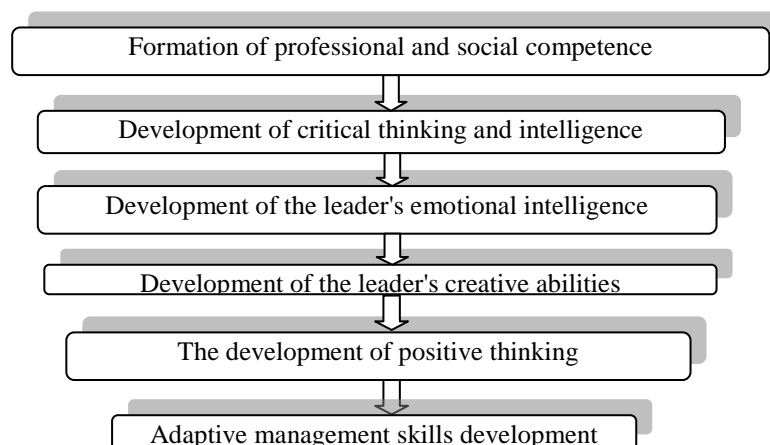 Formation of professional and social competence
Development of critical thinking and intelligence
Development of the leader's emotional intelligence
Development of the leader's creative abilities
The development of positive thinking
Adaptive management skills development